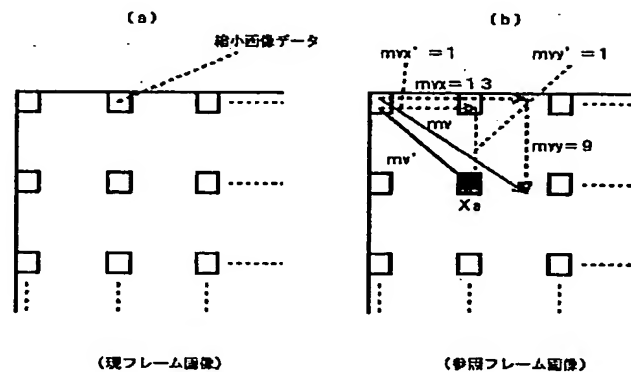 (a)
(b)
縮小画像データ
mvx'=1
mvy'=1
mvx=13
mv
mvy=9
mv'
Xa
(現フレーム画像)
(参照フレーム画像)